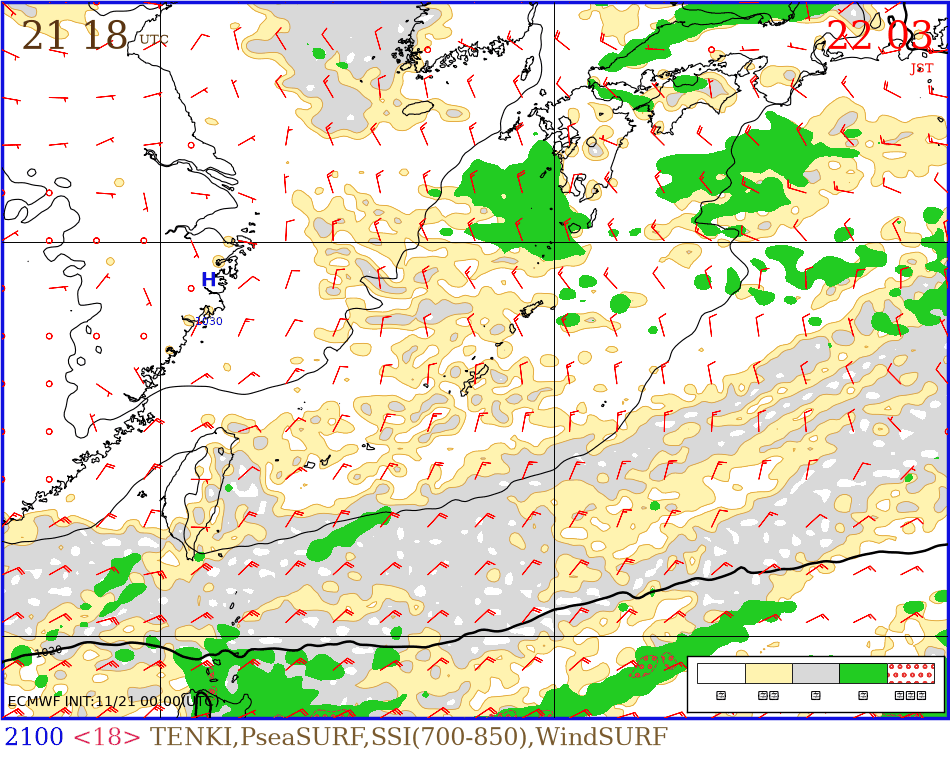 21 18 UTC
22 03
JST
H
1030
1020
ECMWF INIT:11/21 00:00(UTC)
2100 <18> TENKI,PseaSURF,SSI(700-850),WindSURF